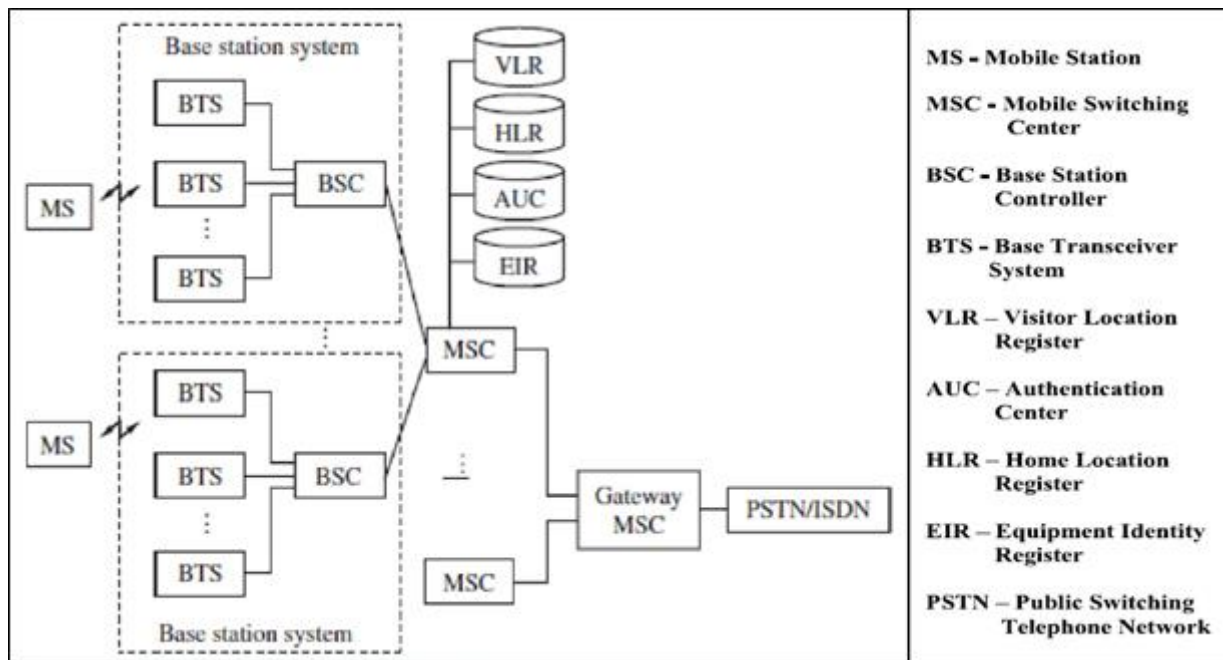 Base station system
BTS
BTS
BTS
BSC
MS
VLR
HLR
AUC
EIR
MSC
BTS
BTS
BTS
BSC
MS
Base station system
MSC
Gateway
MSC
PSTN/ISDN
MS - Mobile Station
MSC - Mobile Switching
Center
BSC - Base Station
Controller
BTS - Base Transceiver
System
VLR – Visitor Location
Register
AUC – Authentication
Center
HLR – Home Location
Register
EIR – Equipment Identity
Register
PSTN – Public Switching
Telephone Network